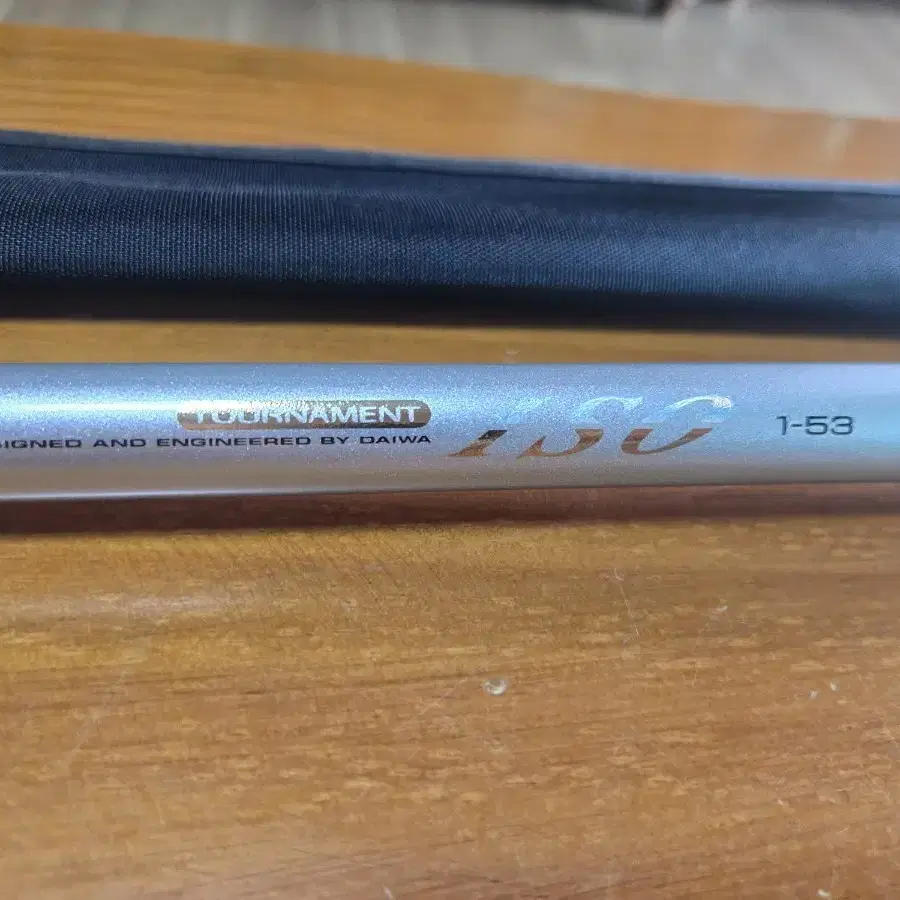 TOURNAMENT
SIGNED AND ENGINEERED BY DAIWA
ISO
1-53